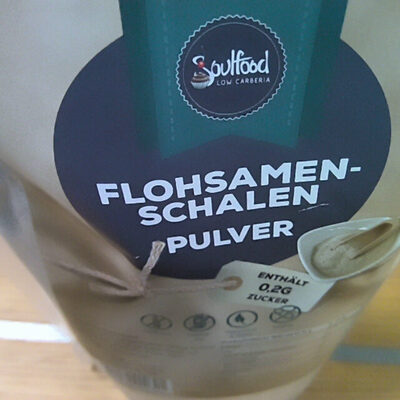 Soulfood
LOW CARBERIA
FLOHSAMEN-
SCHALEN
PULVER
ENTHÄLT
0,2G
ZUCKER